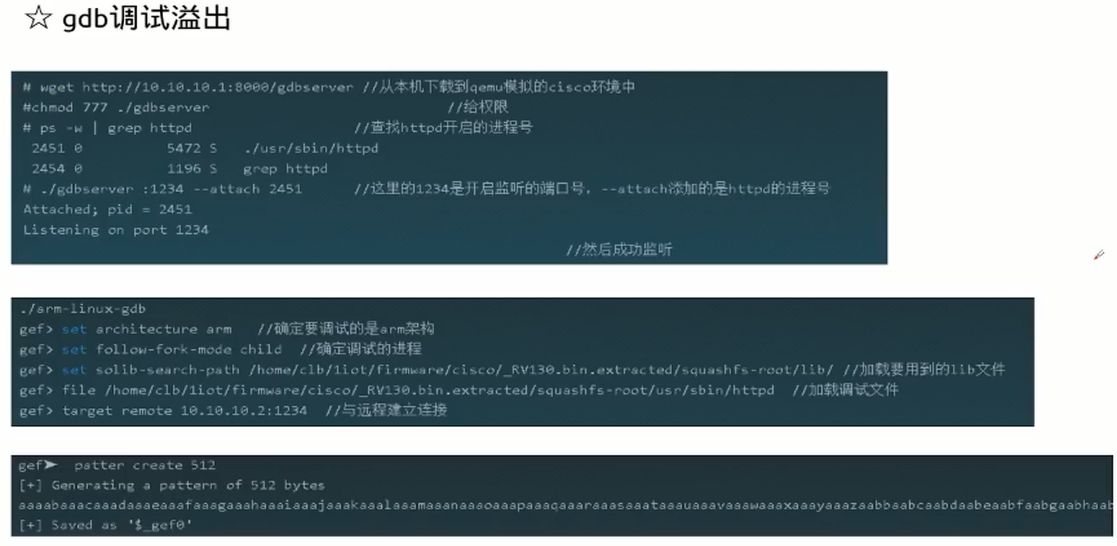 ☆ gdb调试溢出
# wget http://10.10.10.1:8000/gdbserver //从本机下载到qemu模拟的cisco环境中
#chmod 777 ./gdbserver //给权限
# ps -w | grep httpd //查找httpd开启的进程号
2451 0 5472 S ./usr/sbin/httpd
2454 0 1196 S grep httpd
# ./gdbserver :1234 --attach 2451 //这里的1234是开启监听的端口号，--attach添加的是httpd的进程号
Attached; pid = 2451
Listening on port 1234
//然后成功监听
./arm-linux-gdb
gef> set architecture arm //确定要调试的是arm架构
gef> set follow-fork-mode child //确定调试的进程
gef> set solib-search-path /home/clb/1iot/firmware/cisco/_RV130.bin.extracted/squashfs-root/lib/ //加载要用到的lib文件
gef> file /home/clb/1iot/firmware/cisco/_RV130.bin.extracted/squashfs-root/usr/sbin/httpd //加载调试文件
gef> target remote 10.10.10.2:1234 //与远程建立连接
gef➤ patter create 512
[+] Generating a pattern of 512 bytes
aaaabaaacaaadaaaeaaafaaagaaahaaaiaaajaaakaaalaaamaaanaaaoaaapaaaqaaaraaasaaataaauaaavaaawaaaxaaayaaazaabbaabcaabdaabeaabfaabgaabhaab
[+] Saved as '$_gef0'